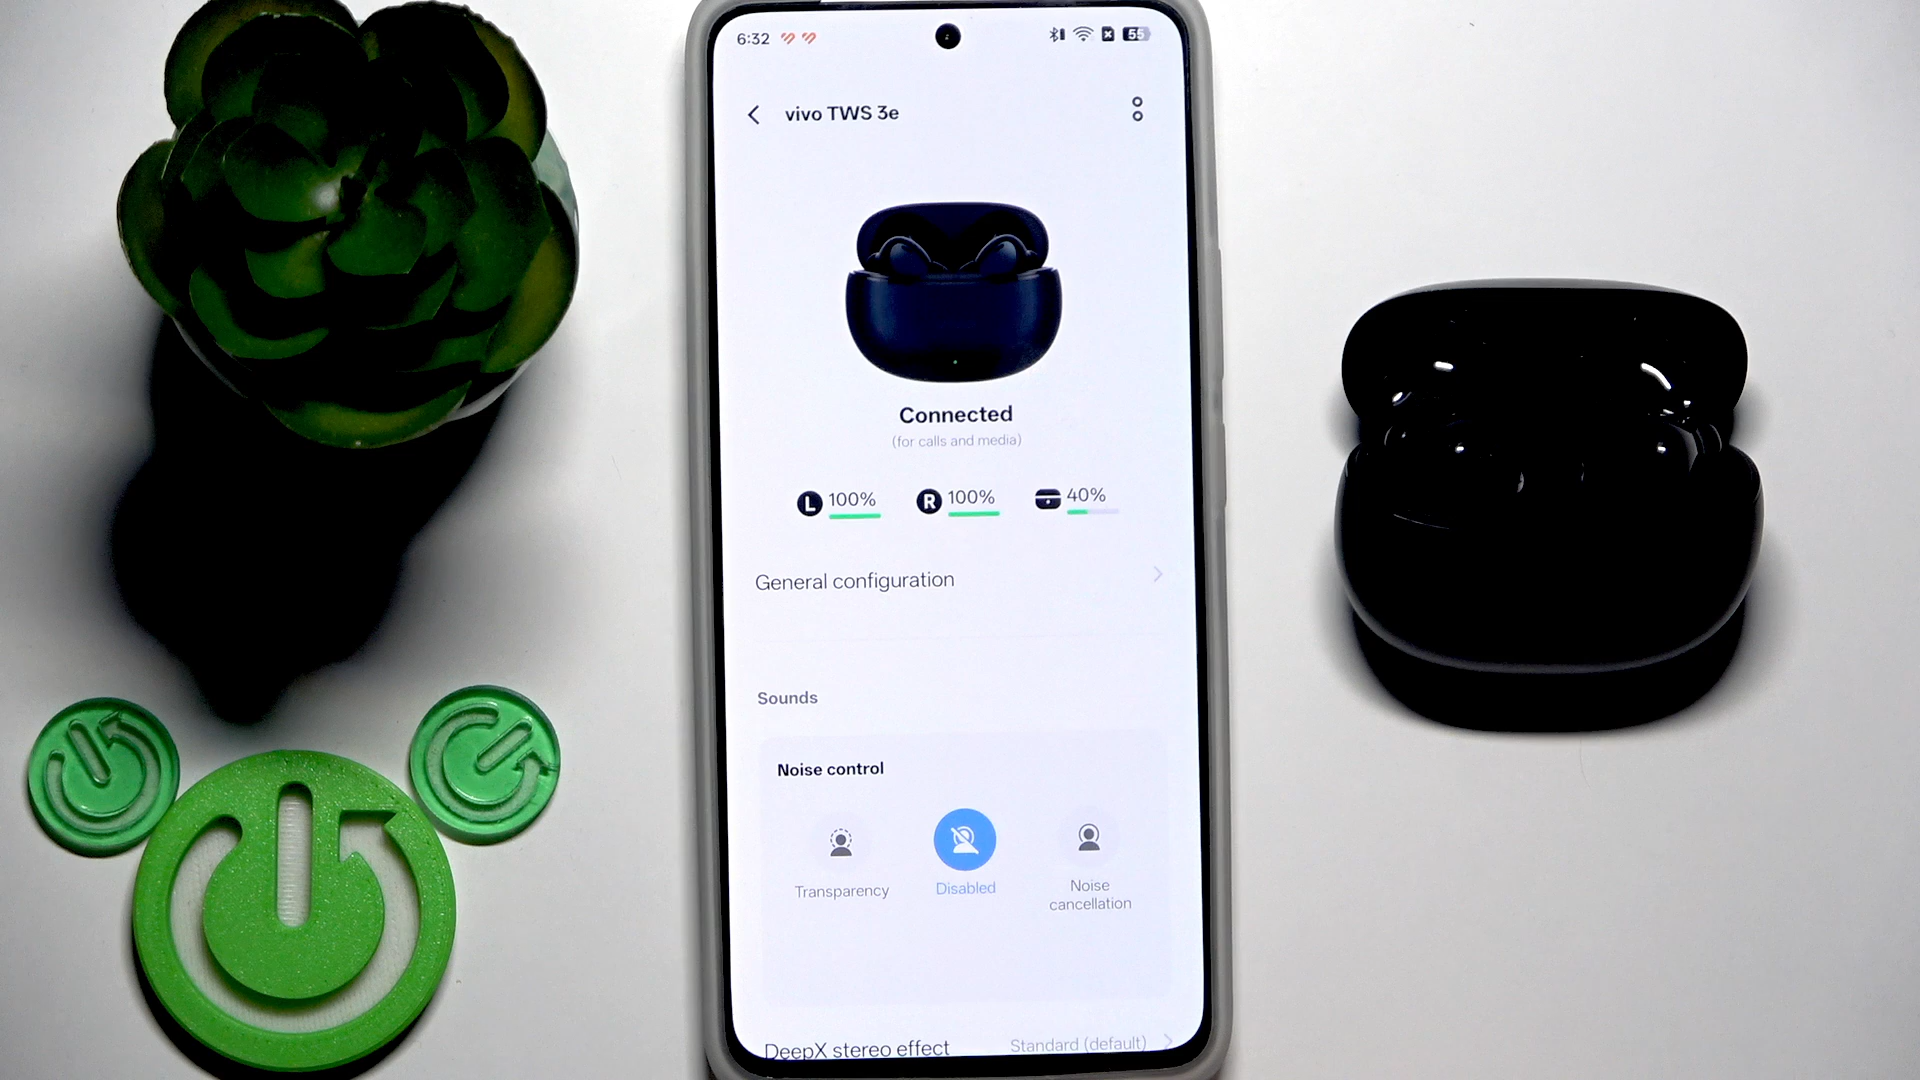 6:32
55
vivo TWS 3e
Connected
(for calls and media)
L 100% R 100% 40%
General configuration
Sounds
Noise control
Transparency
Disabled
Noise
cancellation
DeepX stereo effect Standard (default)